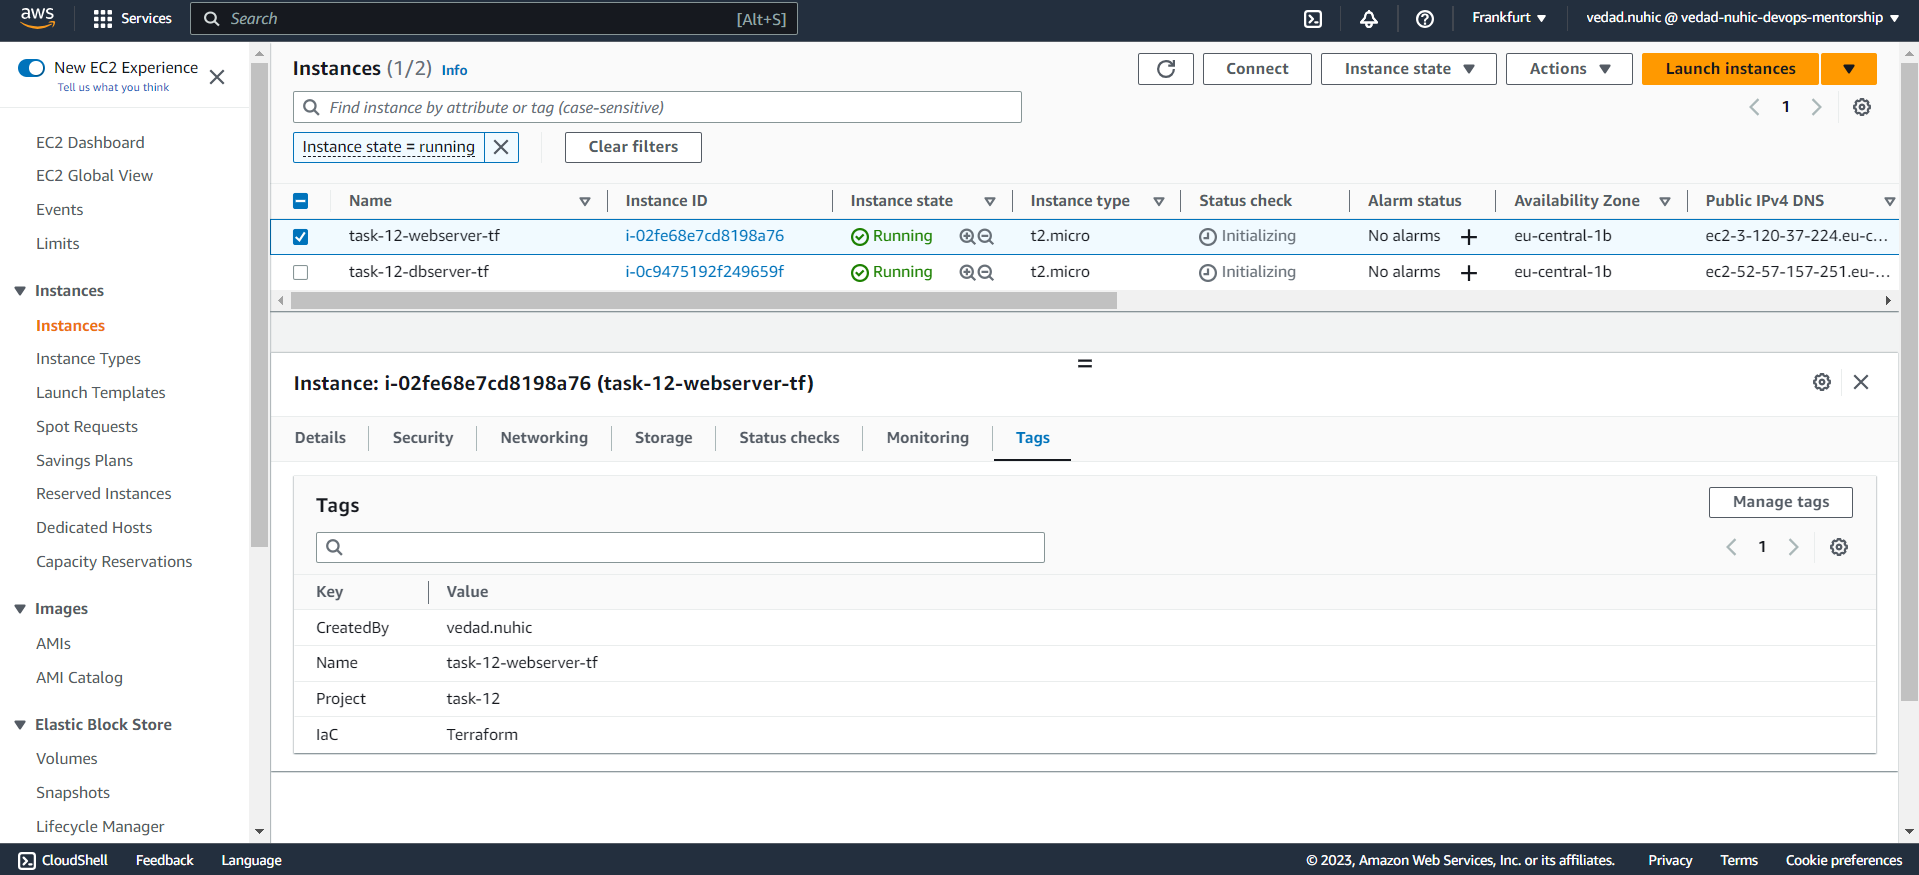 aws
Services
Search
[Alt+S]
Frankfurt
vedad.nuhic @ vedad-nuhic-devops-mentorship
New EC2 Experience
Tell us what you think
EC2 Dashboard
EC2 Global View
Events
Limits
Instances
Instances
Instance Types
Launch Templates
Spot Requests
Savings Plans
Reserved Instances
Dedicated Hosts
Capacity Reservations
Images
AMIs
AMI Catalog
Elastic Block Store
Volumes
Snapshots
Lifecycle Manager
Instances (1/2) Info
Connect
Instance state
Actions
Launch instances
Find instance by attribute or tag (case-sensitive)
1
Instance state = running
Clear filters
Name Instance ID Instance state Instance type Status check Alarm status Availability Zone Public IPv4 DNS
task-12-webserver-tf i-02fe68e7cd8198a76 Running t2.micro Initializing No alarms eu-central-1b ec2-3-120-37-224.eu-c...
task-12-dbserver-tf i-0c9475192f249659f Running t2.micro Initializing No alarms eu-central-1b ec2-52-57-157-251.eu-...
Instance: i-02fe68e7cd8198a76 (task-12-webserver-tf)
Details Security Networking Storage Status checks Monitoring Tags
Tags
Manage tags
1
Key Value
CreatedBy vedad.nuhic
Name task-12-webserver-tf
Project task-12
IaC Terraform
CloudShell Feedback Language
© 2023, Amazon Web Services, Inc. or its affiliates. Privacy Terms Cookie preferences